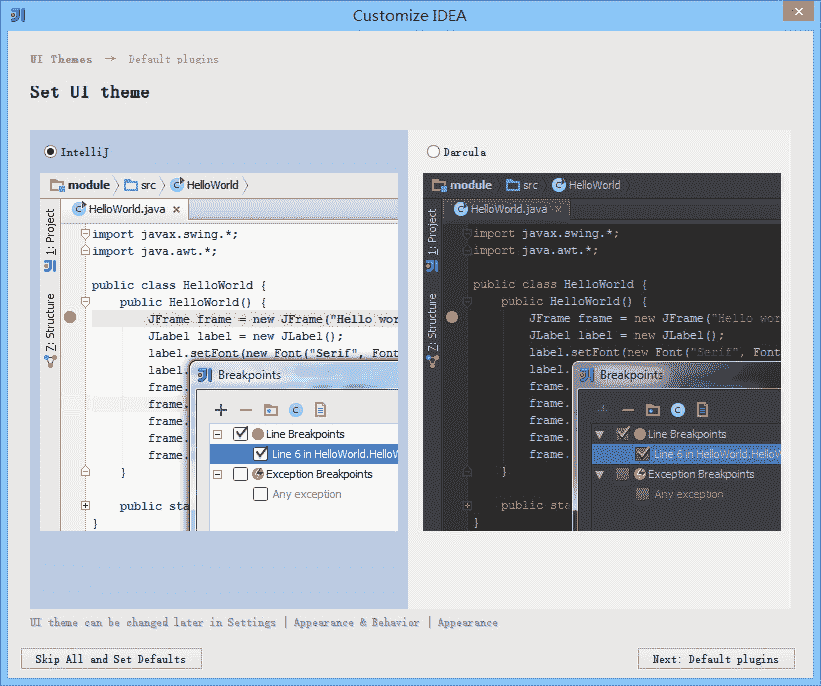 Customize IDEA
UI Themes → Default plugins
Set UI theme
IntelliJ
module src HelloWorld
HelloWorld.java
1: Project
7: Structure
import javax.swing.*;
import java.awt.*;
public class HelloWorld {
public HelloWorld() {
JFrame frame = new JFrame("Hello wor
JLabel label = new JLabel();
label.setFont(new Font("Serif", Font
label.
frame.
frame.
frame.
frame.
frame.
}
public sta
}
Breakpoints
Line Breakpoints
Line 6 in HelloWorld.HelloW
Exception Breakpoints
Any exception
Darcula
module src HelloWorld
HelloWorld.java
1: Project
7: Structure
import javax.swing.*;
import java.awt.*;
public class HelloWorld {
public HelloWorld() {
JFrame frame = new JFrame("Hello wor
JLabel label = new JLabel();
label.setFont(new Font("Serif", Font
label.
frame.
frame.
frame.
frame.
frame.
}
public sta
}
Breakpoints
Line Breakpoints
Line 6 in HelloWorld.HelloW
Exception Breakpoints
Any exception
UI theme can be changed later in Settings | Appearance & Behavior | Appearance
Skip All and Set Defaults
Next: Default plugins